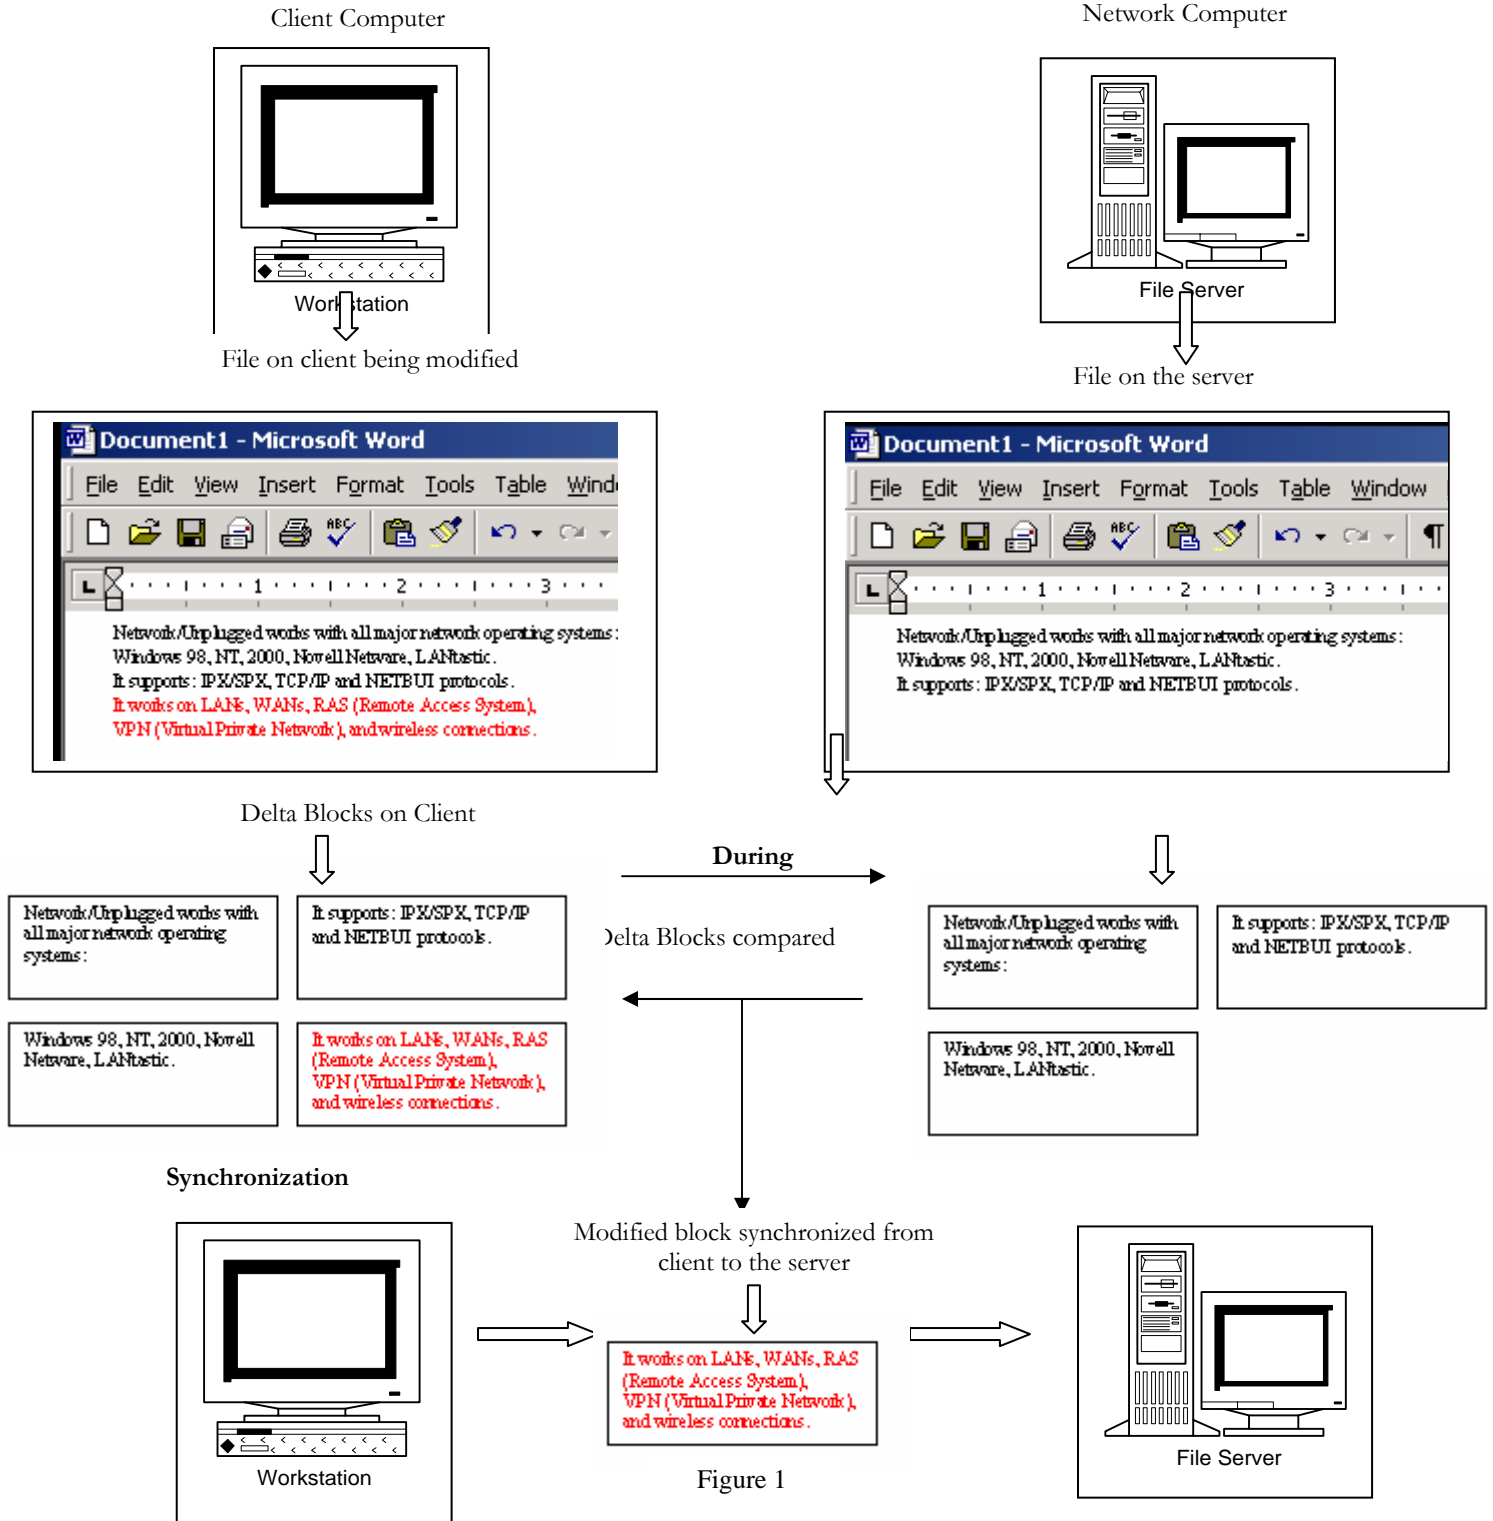 Client Computer
Network Computer
Workstation
File Server
File on client being modified
File on the server
Document1 - Microsoft Word
File Edit View Insert Format Tools Table Wind
ABC
1 2 3
Network/Unplugged works with all major network operating systems:
Windows 98, NT, 2000, Novell Netware, LANtastic.
It supports: IPX/SPX, TCP/IP and NETBUI protocols.
It works on LANs, WANs, RAS (Remote Access System),
VPN (Virtual Private Network), and wireless connections.
Document1 - Microsoft Word
File Edit View Insert Format Tools Table Window
ABC
1 2 3
Network/Unplugged works with all major network operating systems:
Windows 98, NT, 2000, Novell Netware, LANtastic.
It supports: IPX/SPX, TCP/IP and NETBUI protocols.
Delta Blocks on Client
During
Delta Blocks compared
Network/Unplugged works with
all major network operating
systems:
It supports: IPX/SPX, TCP/IP
and NETBUI protocols.
Windows 98, NT, 2000, Novell
Netware, LANtastic.
It works on LANs, WANs, RAS
(Remote Access System),
VPN (Virtual Private Network),
and wireless connections.
Network/Unplugged works with
all major network operating
systems:
It supports: IPX/SPX, TCP/IP
and NETBUI protocols.
Windows 98, NT, 2000, Novell
Netware, LANtastic.
Synchronization
Modified block synchronized from
client to the server
It works on LANs, WANs, RAS
(Remote Access System),
VPN (Virtual Private Network),
and wireless connections.
Workstation
File Server
Figure 1